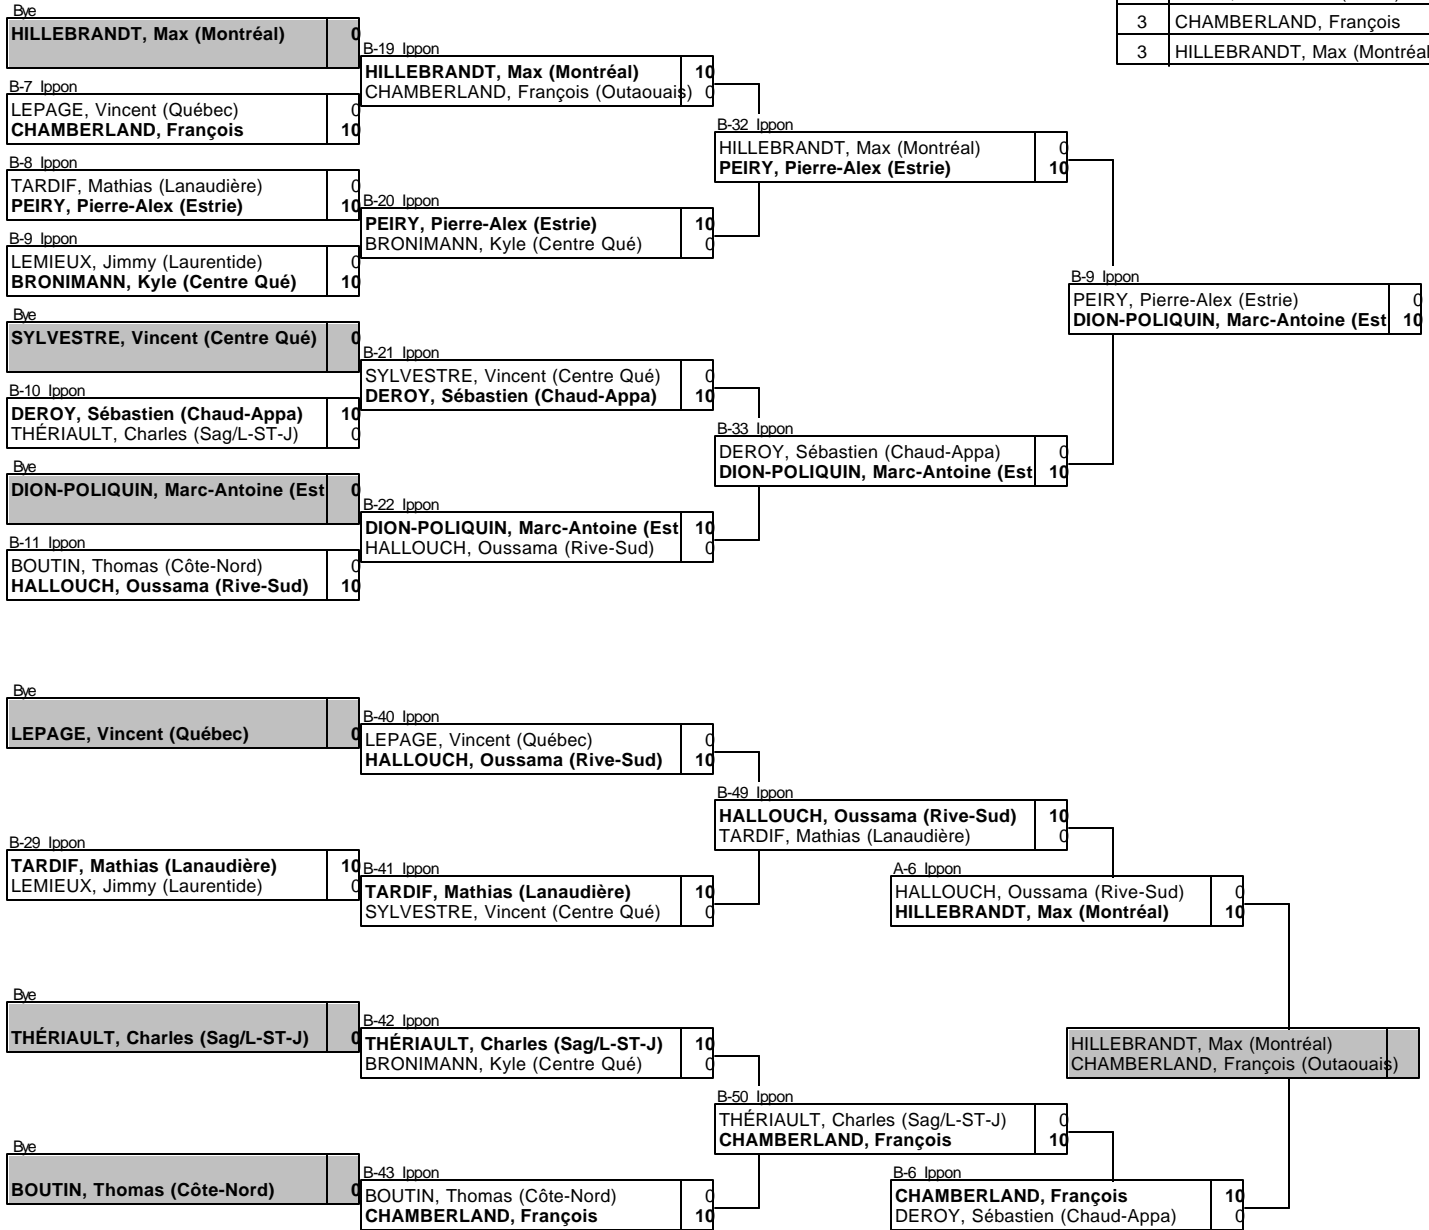 Bye
HILLEBRANDT, Max (Montréal) 0
B-7 Ippon
LEPAGE, Vincent (Québec) 0
CHAMBERLAND, François 10
B-8 Ippon
TARDIF, Mathias (Lanaudière) 0
PEIRY, Pierre-Alex (Estrie) 10
B-9 Ippon
LEMIEUX, Jimmy (Laurentide) 0
BRONIMANN, Kyle (Centre Qué) 10
Bye
SYLVESTRE, Vincent (Centre Qué) 0
B-10 Ippon
DEROY, Sébastien (Chaud-Appa) 10
THÉRIAULT, Charles (Sag/L-ST-J) 0
Bye
DION-POLIQUIN, Marc-Antoine (Est 0
B-11 Ippon
BOUTIN, Thomas (Côte-Nord) 0
HALLOUCH, Oussama (Rive-Sud) 10
B-19 Ippon
HILLEBRANDT, Max (Montréal) 10
CHAMBERLAND, François (Outaouais) 0
B-20 Ippon
PEIRY, Pierre-Alex (Estrie) 10
BRONIMANN, Kyle (Centre Qué) 0
B-21 Ippon
SYLVESTRE, Vincent (Centre Qué) 0
DEROY, Sébastien (Chaud-Appa) 10
B-22 Ippon
DION-POLIQUIN, Marc-Antoine (Est 10
HALLOUCH, Oussama (Rive-Sud) 0
B-32 Ippon
HILLEBRANDT, Max (Montréal) 0
PEIRY, Pierre-Alex (Estrie) 10
B-33 Ippon
DEROY, Sébastien (Chaud-Appa) 0
DION-POLIQUIN, Marc-Antoine (Est 10
3 CHAMBERLAND, François
3 HILLEBRANDT, Max (Montréal
B-9 Ippon
PEIRY, Pierre-Alex (Estrie) 0
DION-POLIQUIN, Marc-Antoine (Est 10
Bye
LEPAGE, Vincent (Québec) 0
B-29 Ippon
TARDIF, Mathias (Lanaudière) 10
LEMIEUX, Jimmy (Laurentide) 0
Bye
THÉRIAULT, Charles (Sag/L-ST-J) 0
Bye
BOUTIN, Thomas (Côte-Nord) 0
B-40 Ippon
LEPAGE, Vincent (Québec) 0
HALLOUCH, Oussama (Rive-Sud) 10
B-41 Ippon
TARDIF, Mathias (Lanaudière) 10
SYLVESTRE, Vincent (Centre Qué) 0
B-42 Ippon
THÉRIAULT, Charles (Sag/L-ST-J) 10
BRONIMANN, Kyle (Centre Qué) 0
B-43 Ippon
BOUTIN, Thomas (Côte-Nord) 0
CHAMBERLAND, François 10
B-49 Ippon
HALLOUCH, Oussama (Rive-Sud) 10
TARDIF, Mathias (Lanaudière) 0
B-50 Ippon
THÉRIAULT, Charles (Sag/L-ST-J) 0
CHAMBERLAND, François 10
A-6 Ippon
HALLOUCH, Oussama (Rive-Sud) 0
HILLEBRANDT, Max (Montréal) 10
B-6 Ippon
CHAMBERLAND, François 10
DEROY, Sébastien (Chaud-Appa) 0
HILLEBRANDT, Max (Montréal)
CHAMBERLAND, François (Outaouais)